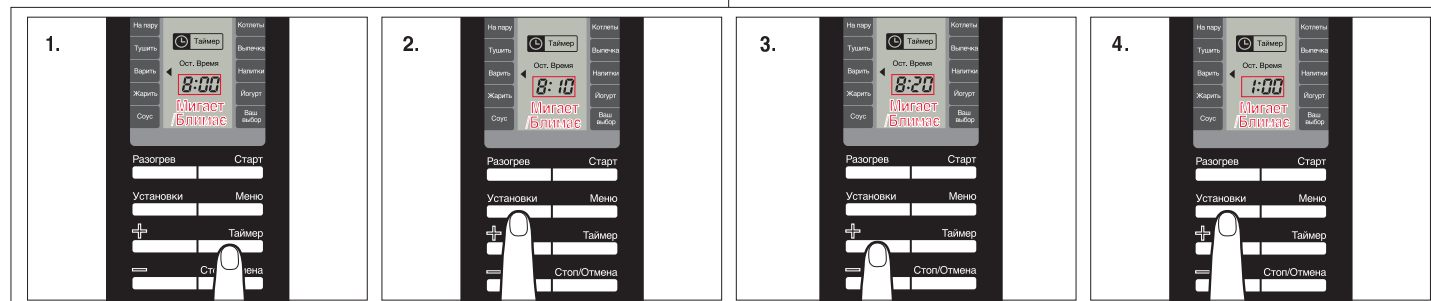 1.
На пару
Тушить
Варить
Жарить
Соус
Таймер
Ост. Время
8:00
Мигает
/Блимає
Котлеты
Выпечка
Напитки
Йогурт
Ваш
выбор
Разогрев Старт
Установки Меню
+ Таймер
−
2.
На пару
Тушить
Варить
Жарить
Соус
Таймер
Ост. Время
8:10
Мигает
/Блимає
Котлеты
Выпечка
Напитки
Йогурт
Ваш
выбор
Разогрев Старт
Установки Меню
+ Таймер
− Стоп/Отмена
3.
На пару
Тушить
Варить
Жарить
Соус
Таймер
Ост. Время
8:20
Мигает
/Блимає
Котлеты
Выпечка
Напитки
Йогурт
Ваш
выбор
Разогрев Старт
Установки Меню
+ Таймер
− Стоп/Отмена
4.
На пару
Тушить
Варить
Жарить
Соус
Таймер
Ост. Время
1:00
Мигает
/Блимає
Котлеты
Выпечка
Напитки
Йогурт
Ваш
выбор
Разогрев Старт
Установки Меню
+ Таймер
− Стоп/Отмена